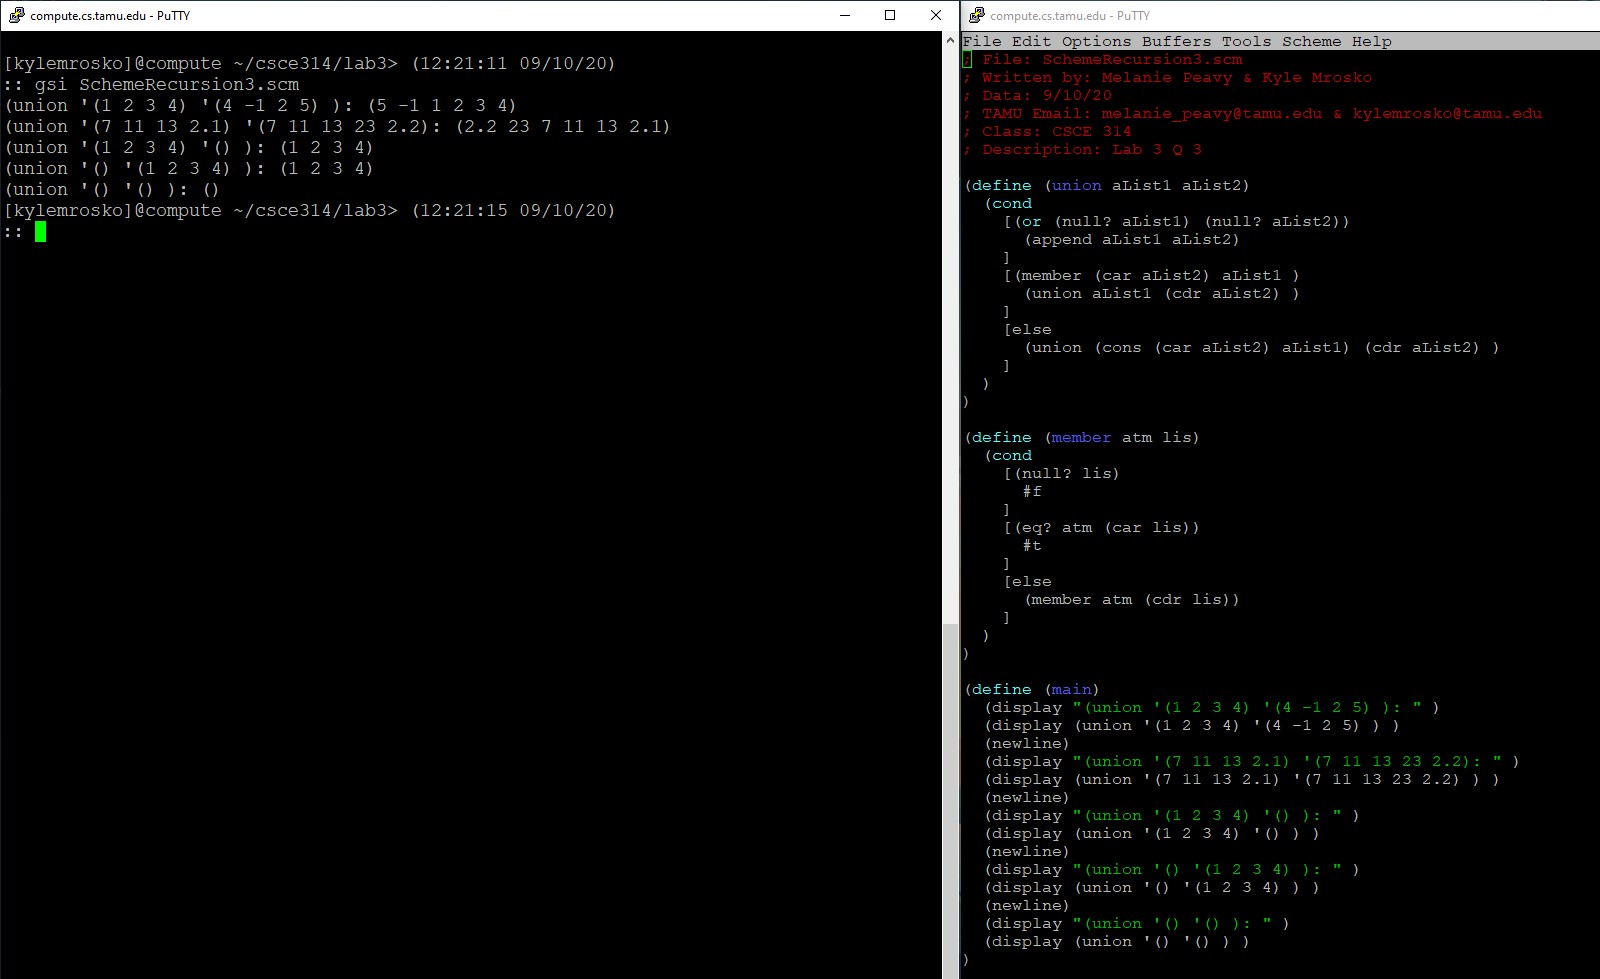 compute.cs.tamu.edu - PuTTY
[kylemrosko]@compute ~/csce314/lab3> (12:21:11 09/10/20)
:: gsi SchemeRecursion3.scm
(union '(1 2 3 4) '(4 -1 2 5) ): (5 -1 1 2 3 4)
(union '(7 11 13 2.1) '(7 11 13 23 2.2): (2.2 23 7 11 13 2.1)
(union '(1 2 3 4) '() ): (1 2 3 4)
(union '() '(1 2 3 4) ): (1 2 3 4)
(union '() '() ): ()
[kylemrosko]@compute ~/csce314/lab3> (12:21:15 09/10/20)
::
compute.cs.tamu.edu - PuTTY
File Edit Options Buffers Tools Scheme Help
; File: SchemeRecursion3.scm
; Written by: Melanie Peavy & Kyle Mrosko
; Data: 9/10/20
; TAMU Email: melanie_peavy@tamu.edu & kylemrosko@tamu.edu
; Class: CSCE 314
; Description: Lab 3 Q 3
(define (union aList1 aList2)
  (cond
    [(or (null? aList1) (null? aList2))
      (append aList1 aList2)
    ]
    [(member (car aList2) aList1 )
      (union aList1 (cdr aList2) )
    ]
    [else
      (union (cons (car aList2) aList1) (cdr aList2) )
    ]
  )
)
(define (member atm lis)
  (cond
    [(null? lis)
      #f
    ]
    [(eq? atm (car lis))
      #t
    ]
    [else
      (member atm (cdr lis))
    ]
  )
)
(define (main)
  (display "(union '(1 2 3 4) '(4 -1 2 5) ): " )
  (display (union '(1 2 3 4) '(4 -1 2 5) ) )
  (newline)
  (display "(union '(7 11 13 2.1) '(7 11 13 23 2.2): " )
  (display (union '(7 11 13 2.1) '(7 11 13 23 2.2) ) )
  (newline)
  (display "(union '(1 2 3 4) '() ): " )
  (display (union '(1 2 3 4) '() ) )
  (newline)
  (display "(union '() '(1 2 3 4) ): " )
  (display (union '() '(1 2 3 4) ) )
  (newline)
  (display "(union '() '() ): " )
  (display (union '() '() ) )
)